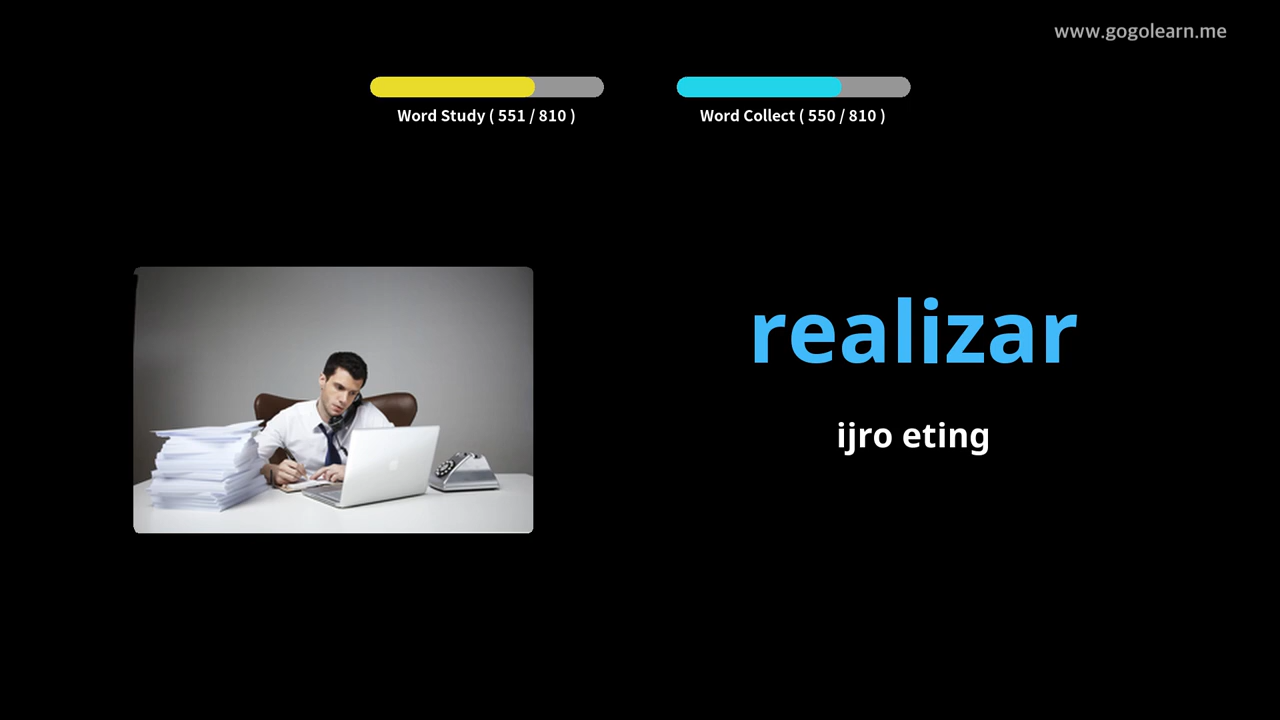 www.gogolearn.me
Word Study ( 551 / 810 )
Word Collect ( 550 / 810 )
realizar
ijro eting